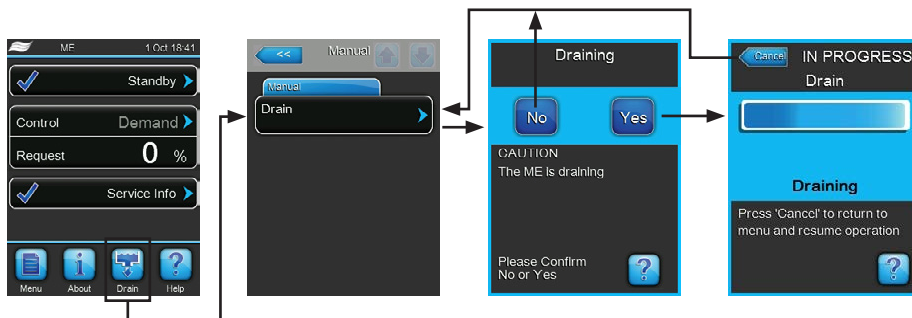 ME 1 Oct 18:41
Standby
Control Demand
Request 0 %
Service Info
Menu About Drain Help
<< Manual
Manual
Drain
Draining
No Yes
CAUTION
The ME is draining
Please Confirm
No or Yes
?
Cancel IN PROGRESS
Drain
Draining
Press 'Cancel' to return to
menu and resume operation
?